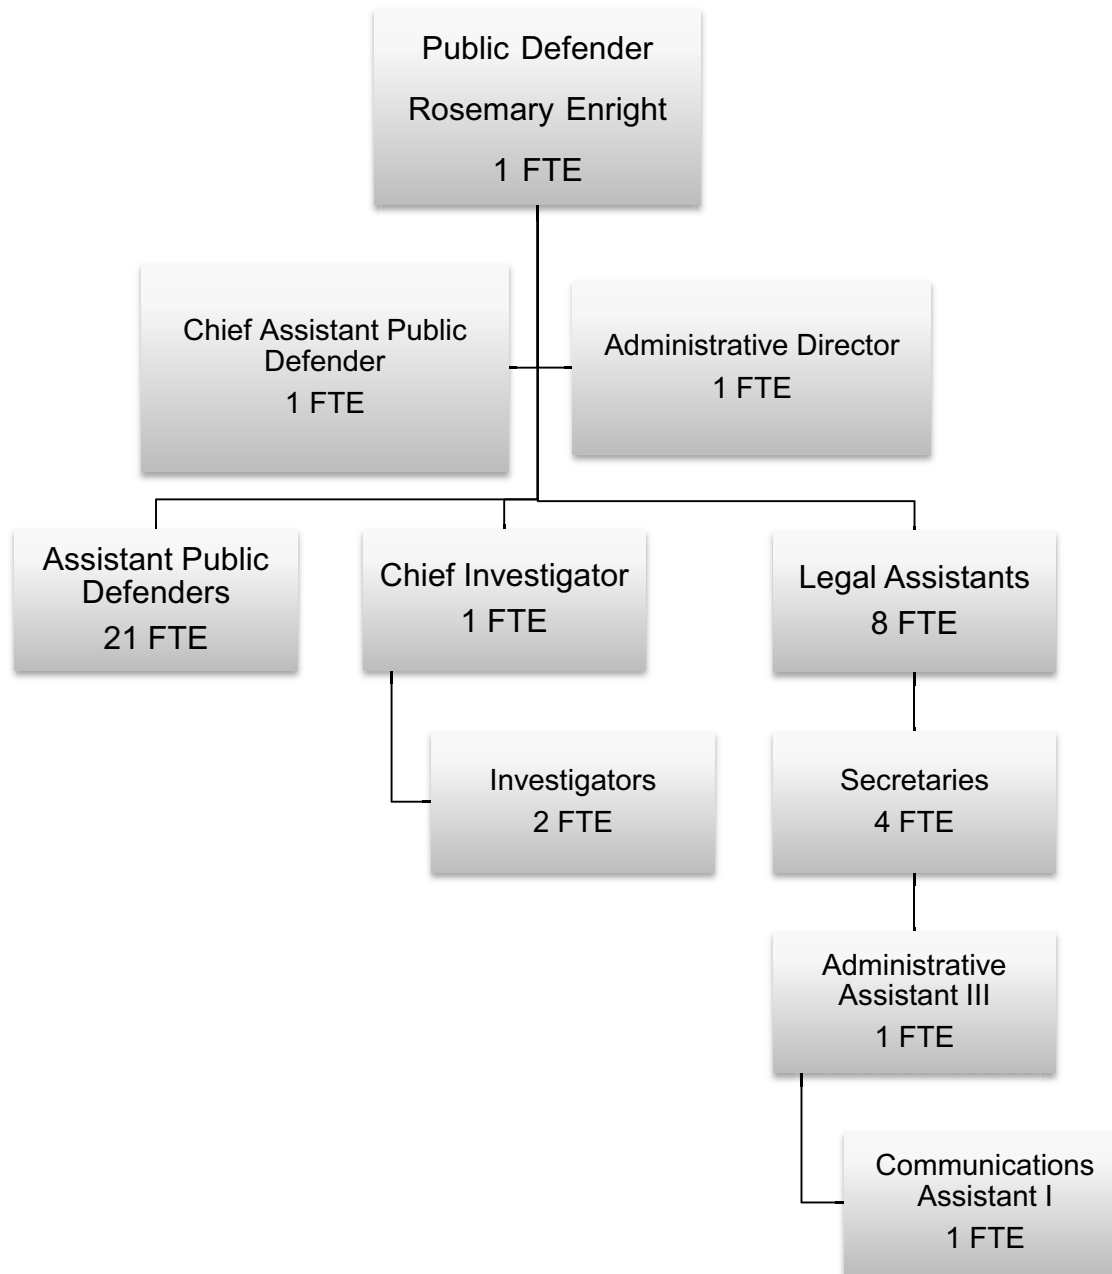 Public Defender
Rosemary Enright
1 FTE
Chief Assistant Public
Defender
1 FTE
Administrative Director
1 FTE
Assistant Public
Defenders
21 FTE
Chief Investigator
1 FTE
Legal Assistants
8 FTE
Investigators
2 FTE
Secretaries
4 FTE
Administrative
Assistant III
1 FTE
Communications
Assistant I
1 FTE